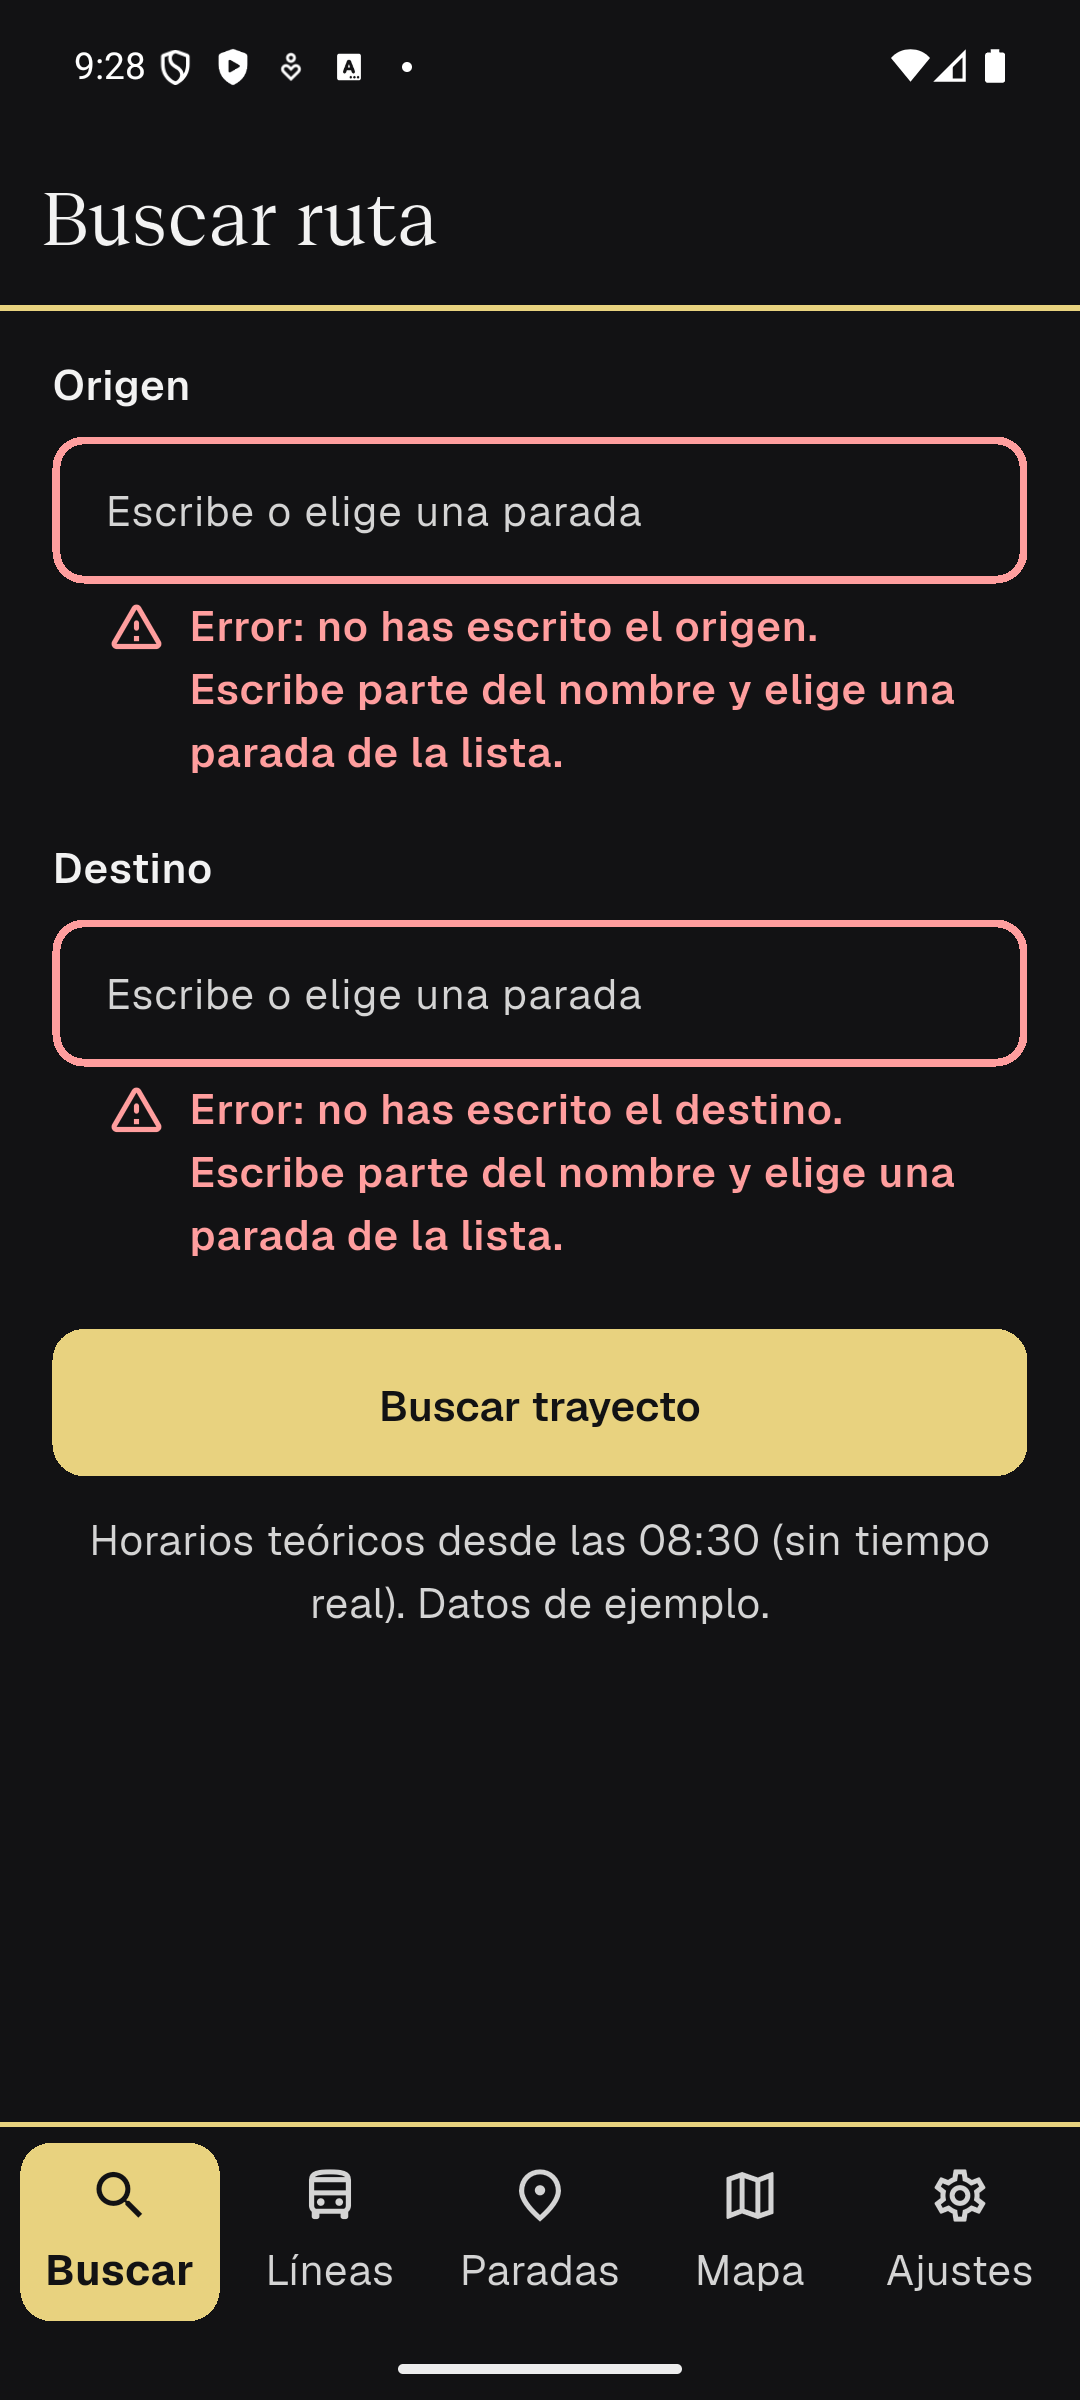 9:28
Buscar ruta
Origen
Escribe o elige una parada
Error: no has escrito el origen.
Escribe parte del nombre y elige una
parada de la lista.
Destino
Escribe o elige una parada
Error: no has escrito el destino.
Escribe parte del nombre y elige una
parada de la lista.
Buscar trayecto
Horarios teóricos desde las 08:30 (sin tiempo
real). Datos de ejemplo.
Buscar
Líneas
Paradas
Mapa
Ajustes